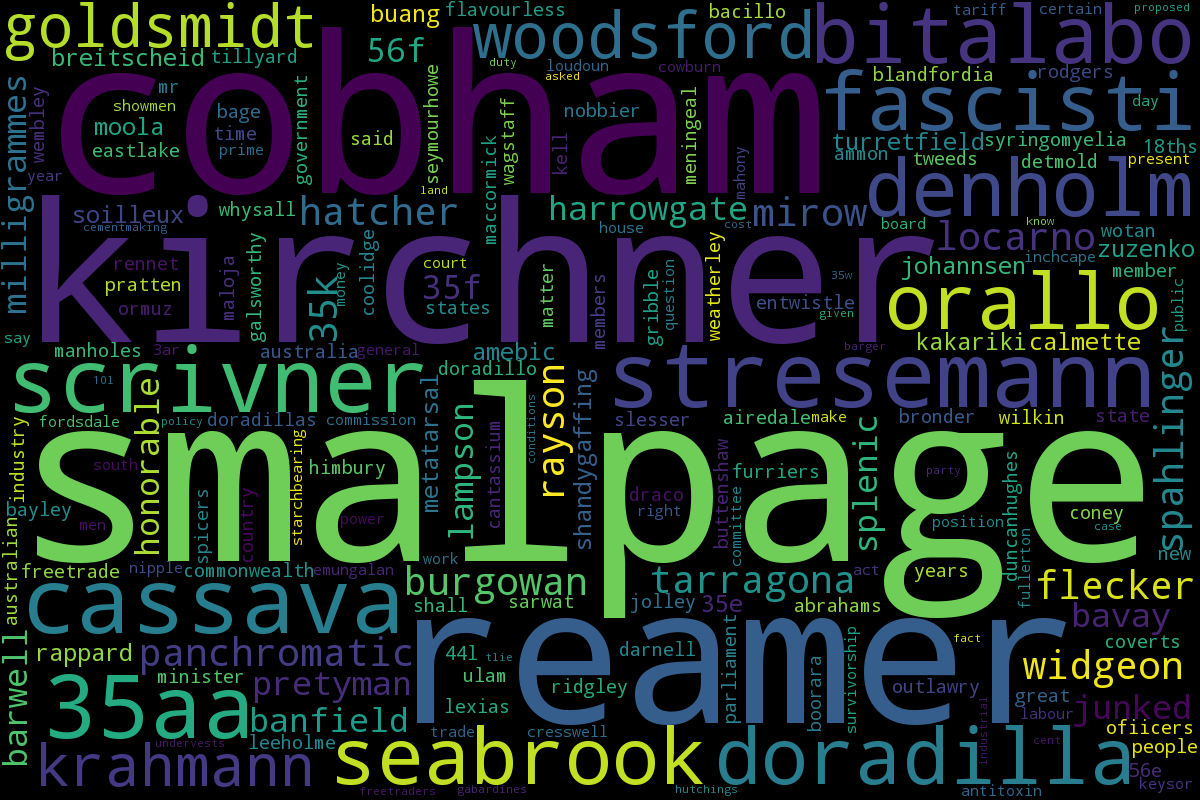 goldsmidt
buang
flavourless
bacillo
tariff
certain
proposed
woodsford
bitalabo
56f
breitscheid
tillyard
duty
asked
loudoun
cowburn
blandfordia
rodgers
cobham
fascisti
milligrammes
wembley
mr
showmen
bage
moola
time
eastlake
prime
government
said
seymourhowe
nobbier
wagstaff
kell
meningeal
day
turretfield
syringomyelia
18ths
ammon
tweeds
detmold
present
year
land
mahony
denholm
soilleux
cementmaking
whysall
hatcher
maccormick
harrowgate
house
cost
mirow
board
know
wotan
locarno
inchcape
zuzenko
kirchner
rennet
pratten
ormuz
maloja
galsworthy
35k
money
coolidge
court
35f
states
matter
members
gribble
question
weatherley
35w
entwistle
given
johannsen
member
public
orallo
say
manholes
3ar
australia
general
amebic
doradillo
barger
kakariki
calmette
scrivner
101
stresemann
fordsdale
policy
doradillas
commission
metatarsal
lampson
conditions
rayson
shandygaffing
slesser
airedale
make
bronder
wilkin
state
spahlinger
industry
honorable
south
starchbearing
himbury
cantassium
furriers
splenic
party
smalpage
bayley
men
spicers
country
power
draco
right
buttenshaw
committee
position
duncanhughes
coney
case
australian
freetrade
nipple
commonwealth
emungalan
work
act
years
fullerton
new
cassava
burgowan
tarragona
flecker
shall
sarwat
jolley
35e
abrahams
bavay
reamer
barwell
rappard
panchromatic
44l
tlie
darnell
parliament
fact
coverts
minister
pretyman
ulam
ridgley
boorara
survivorship
outlawry
widgeon
35aa
banfield
lexias
great
labour
junked
undervests
leeholme
trade
cresswell
industrial
cent
ofiicers
people
krahmann
seabrook
doradilla
56e
freetraders
gabardines
hutchings
antitoxin
keysor